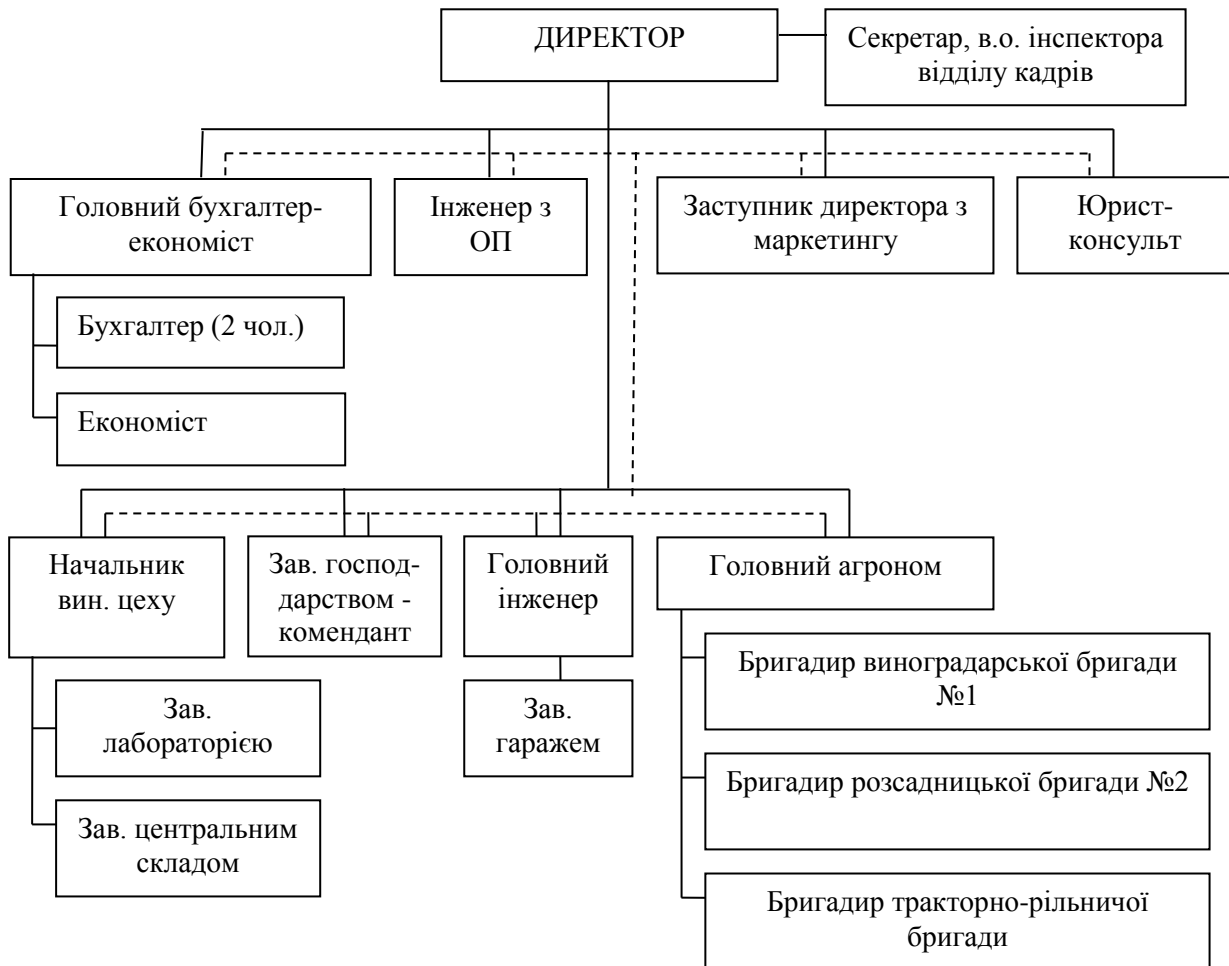 ДИРЕКТОР
Секретар, в.о. інспектора
відділу кадрів
Головний бухгалтер-
економіст
Інженер з
ОП
Заступник директора з
маркетингу
Юрист-
консульт
Бухгалтер (2 чол.)
Економіст
Начальник
вин. цеху
Зав. господ-
дарством -
комендант
Головний
інженер
Головний агроном
Зав.
лабораторією
Зав.
гаражем
Зав. центральним
складом
Бригадир виноградарської бригади
№1
Бригадир розсадницької бригади №2
Бригадир тракторно-рільничої
бригади